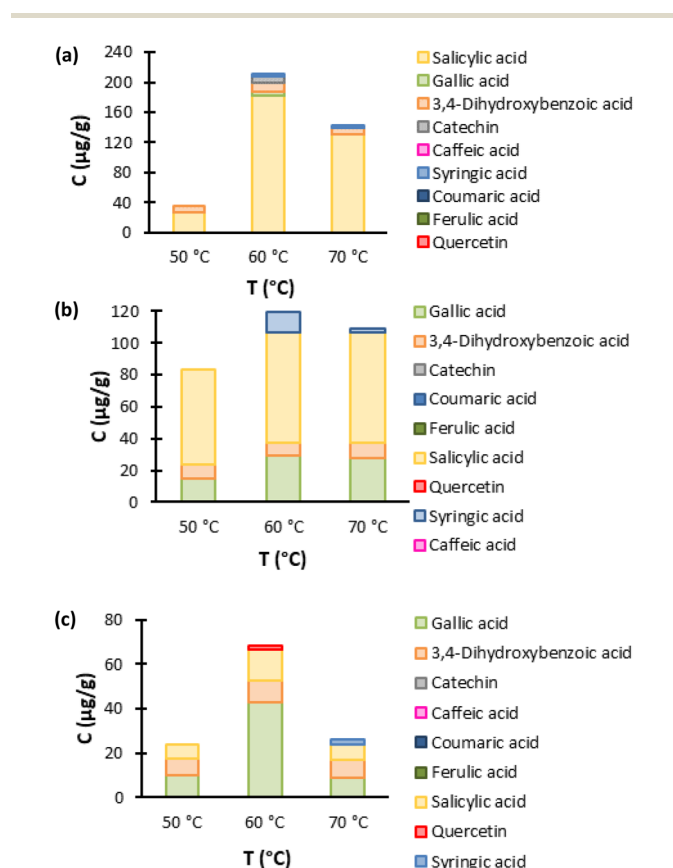 (a)
240
200
160
120
80
40
0
C (µg/g)
50 °C 60 °C 70 °C
T (°C)
Salicylic acid
Gallic acid
3,4-Dihydroxybenzoic acid
Catechin
Caffeic acid
Syringic acid
Coumaric acid
Ferulic acid
Quercetin
(b)
120
100
80
60
40
20
0
C (µg/g)
50 °C 60 °C 70 °C
T (°C)
Gallic acid
3,4-Dihydroxybenzoic acid
Catechin
Coumaric acid
Ferulic acid
Salicylic acid
Quercetin
Syringic acid
Caffeic acid
(c)
80
60
40
20
0
C (µg/g)
50 °C 60 °C 70 °C
T (°C)
Gallic acid
3,4-Dihydroxybenzoic acid
Catechin
Caffeic acid
Coumaric acid
Ferulic acid
Salicylic acid
Quercetin
Syringic acid